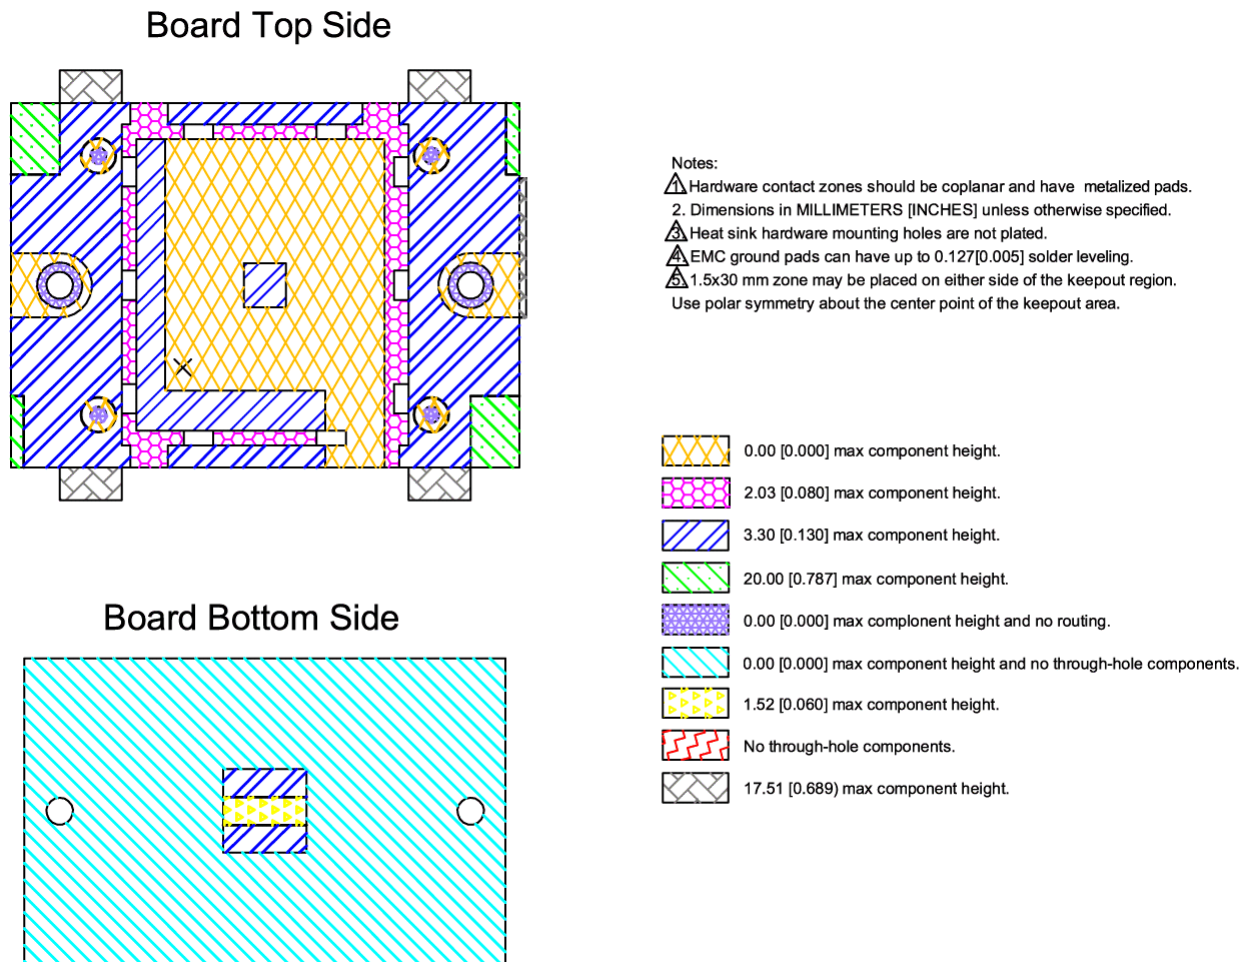 Board Top Side
Notes:
1. Hardware contact zones should be coplanar and have metalized pads.
2. Dimensions in MILLIMETERS [INCHES] unless otherwise specified.
3. Heat sink hardware mounting holes are not plated.
4. EMC ground pads can have up to 0.127[0.005] solder leveling.
5. 1.5x30 mm zone may be placed on either side of the keepout region.
Use polar symmetry about the center point of the keepout area.
0.00 [0.000] max component height.
2.03 [0.080] max component height.
3.30 [0.130] max component height.
20.00 [0.787] max component height.
0.00 [0.000] max complonent height and no routing.
0.00 [0.000] max component height and no through-hole components.
1.52 [0.060] max component height.
No through-hole components.
17.51 [0.689) max component height.
Board Bottom Side